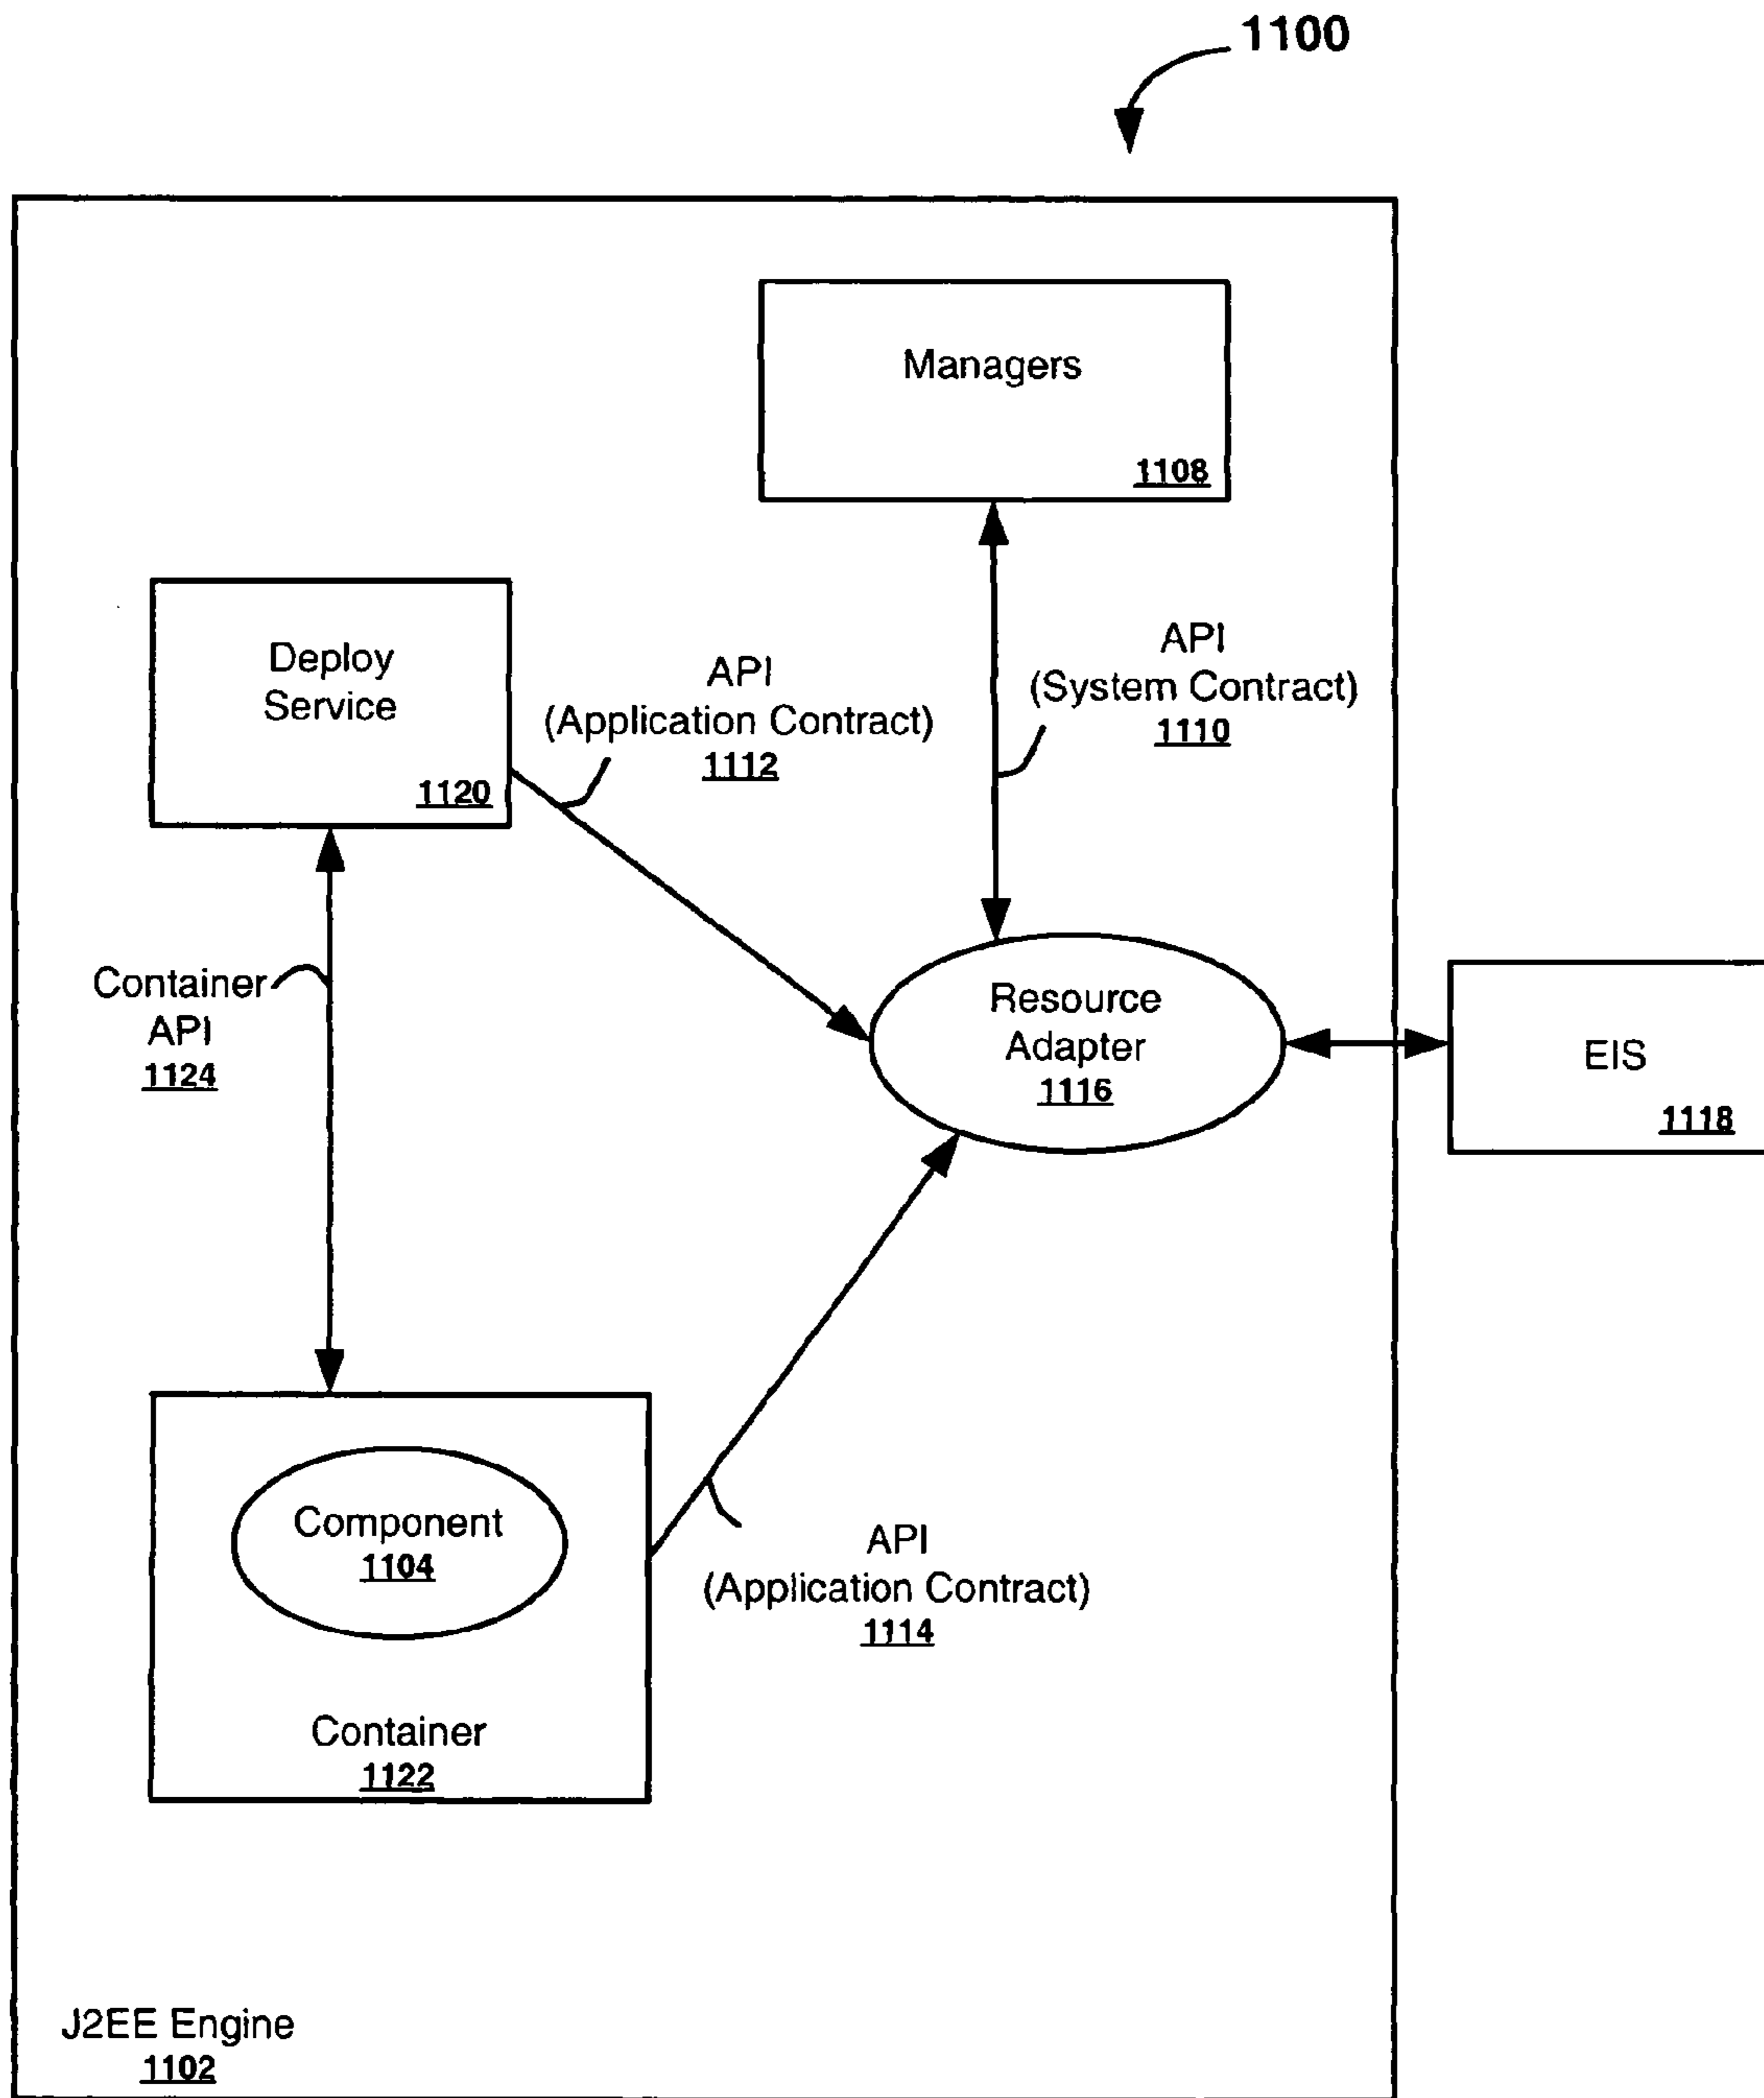 1100
Managers
1108
Deploy
Service
1120
API
(Application Contract)
1112
API
(System Contract)
1110
Container
API
1124
Resource
Adapter
1116
EIS
1118
Component
1104
Container
1122
API
(Application Contract)
1114
J2EE Engine
1102